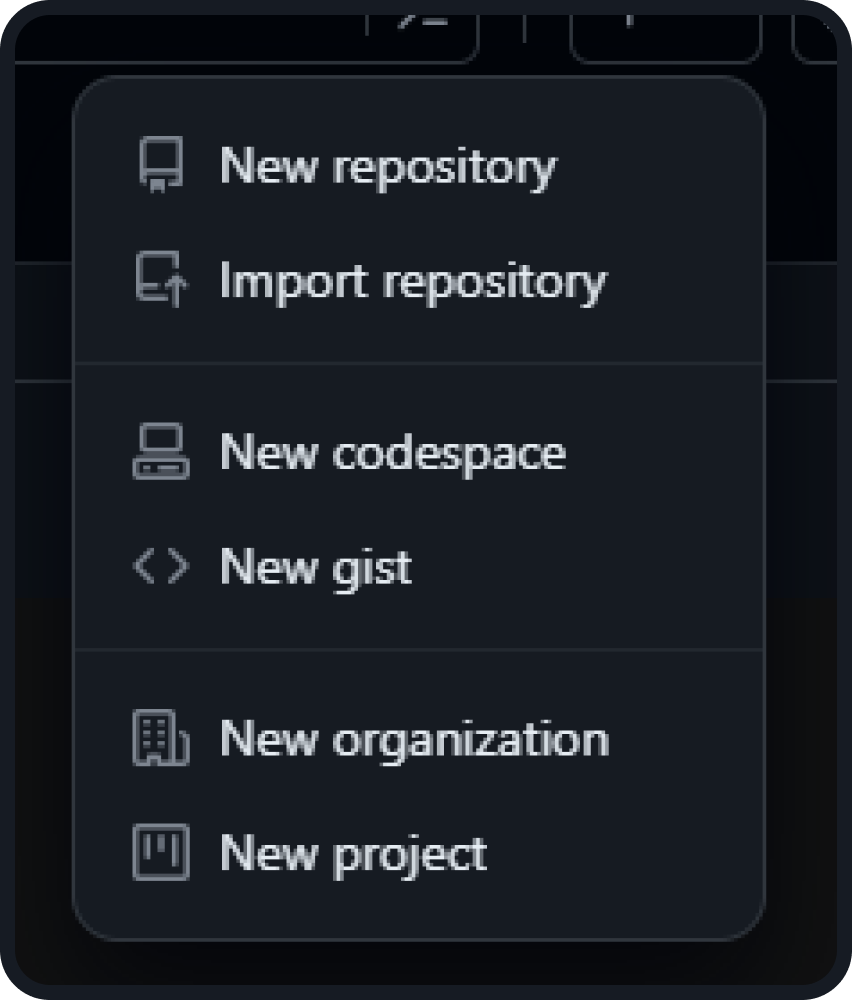 New repository
Import repository
New codespace
New gist
New organization
New project